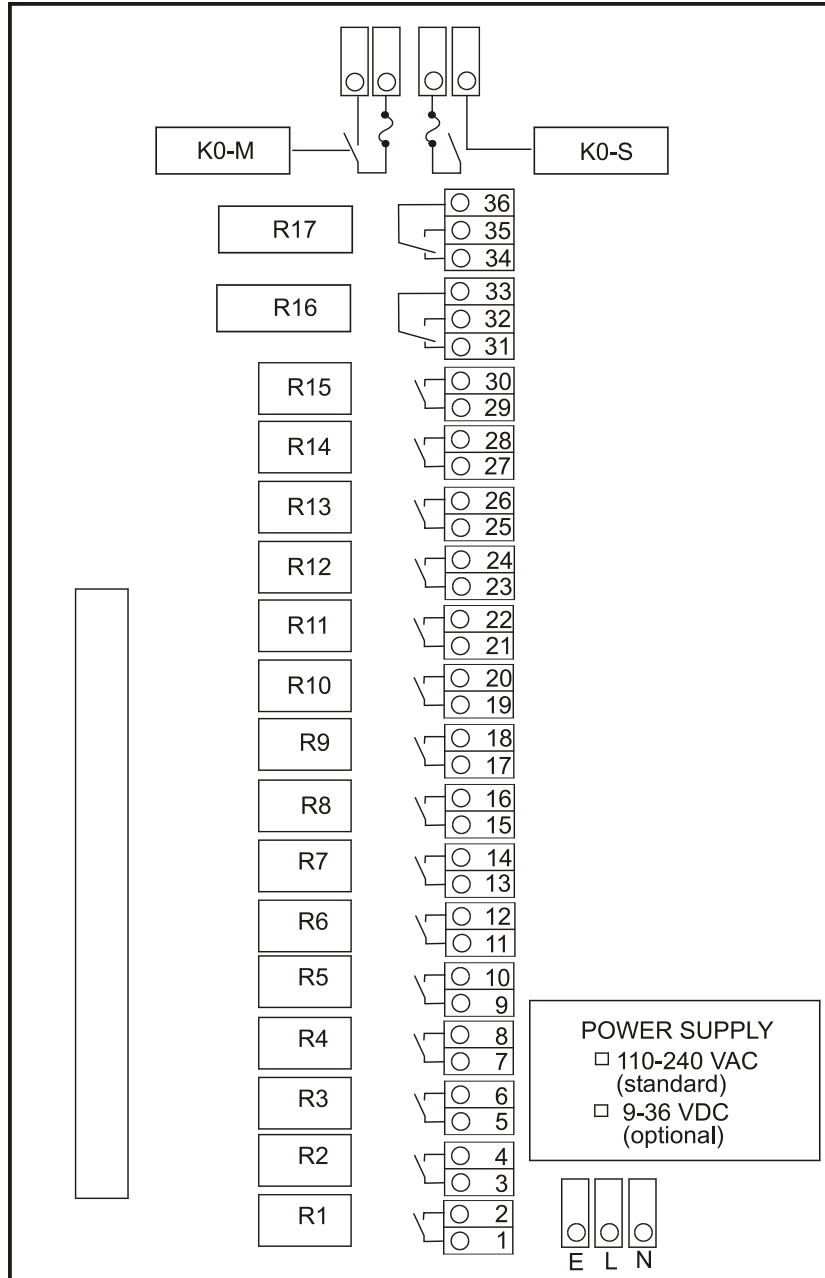 K0-M
K0-S
R17
36
35
34
R16
33
32
31
R15
30
29
R14
28
27
R13
26
25
R12
24
23
R11
22
21
R10
20
19
R9
18
17
R8
16
15
R7
14
13
R6
12
11
R5
10
9
R4
8
7
R3
6
5
R2
4
3
R1
2
1
POWER SUPPLY
110-240 VAC
(standard)
9-36 VDC
(optional)
E L N